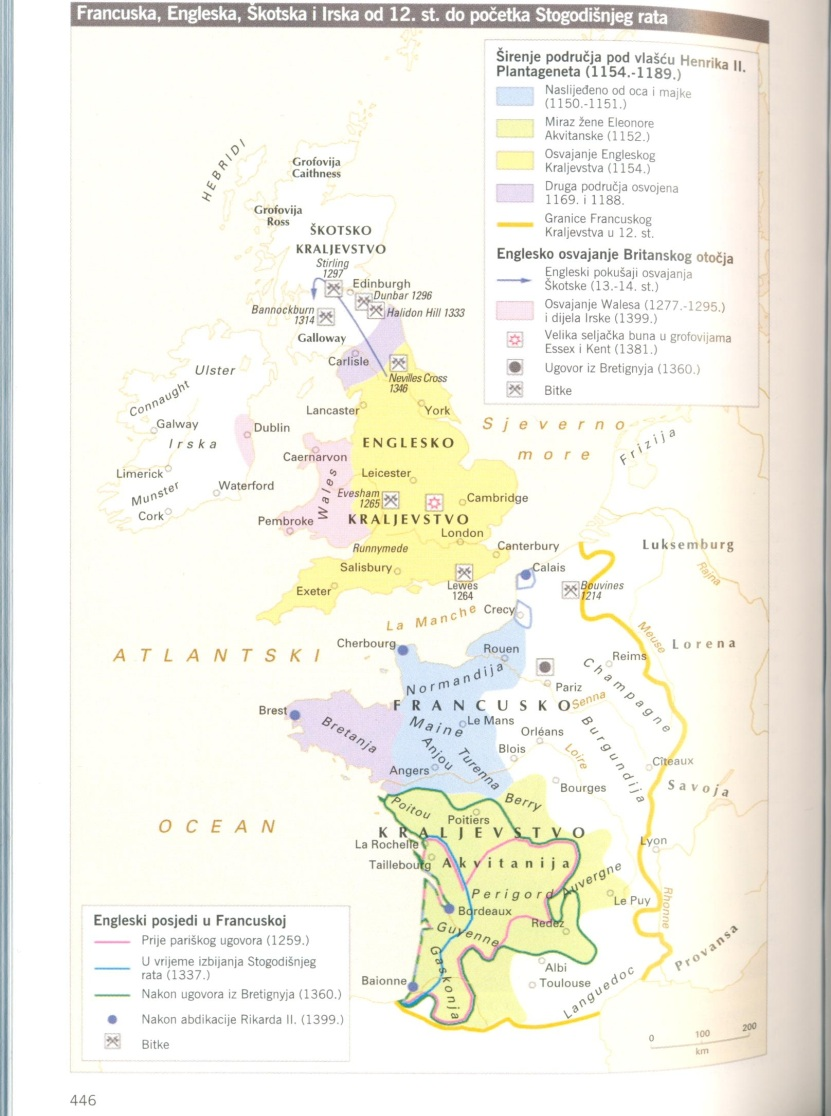 Francuska, Engleska, Škotska i Irska od 12. st. do početka Stogodišnjeg rata
Širenje područja pod vlašću Henrika II.
Plantageneta (1154.-1189.)
Naslijeđeno od oca i majke
(1150.-1151.)
Miraz žene Eleonore
Akvitanske (1152.)
Osvajanje Engleskog
Kraljevstva (1154.)
Druga područja osvojena
1169. i 1188.
Granice Francuskog
Kraljevstva u 12. st.
Englesko osvajanje Britanskog otočja
Engleski pokušaji osvajanja
Škotske (13.-14. st.)
Osvajanje Walesa (1277.-1295.)
i dijela Irske (1399.)
Velika seljačka buna u grofovijama
Essex i Kent (1381.)
Ugovor iz Bretignyja (1360.)
Bitke
HEBRIDI
Grofovija
Caithness
Grofovija
Ross
ŠKOTSKO
KRALJEVSTVO
Stirling
1297
Edinburgh
Dunbar 1296
Bannockburn
1314
Halidon Hill 1333
Galloway
Carlisle
Nevilles Cross
1346
Ulster
Connaught
Lancaster
York
Galway
Irska
Dublin
ENGLESKO
Sjeverno
more
Frizija
Caernarvon
Limerick
Leicester
Munster
Waterford
Wales
Evesham
1265
Cambridge
Cork
Pembroke
KRALJEVSTVO
London
Runnymede
Canterbury
Luksemburg
Salisbury
Calais
Rajna
Exeter
Lewes
1264
Bouvines
1214
Crecy
La Manche
Meuse
Cherbourg
Rouen
Reims
Lorena
ATLANTSKI
Normandija
Pariz
Champagne
Senna
Brest
FRANCUSKO
Bretanja
Maine
Le Mans
Orléans
Burgundija
Anjou
Turenna
Blois
Loire
Angers
Cîteaux
Bourges
Savoja
Poitou
Berry
Poitiers
OCEAN
KRALJEVSTVO
La Rochelle
Lyon
Taillebourg
Akvitanija
Perigord
Auvergne
Le Puy
Rhonne
Bordeaux
Redez
Guyenne
Provansa
Gaskonja
Albi
Baionne
Toulouse
Languedoc
Engleski posjedi u Francuskoj
Prije pariškog ugovora (1259.)
U vrijeme izbijanja Stogodišnjeg
rata (1337.)
Nakon ugovora iz Bretignyja (1360.)
Nakon abdikacije Rikarda II. (1399.)
Bitke
0 100 200
km
446